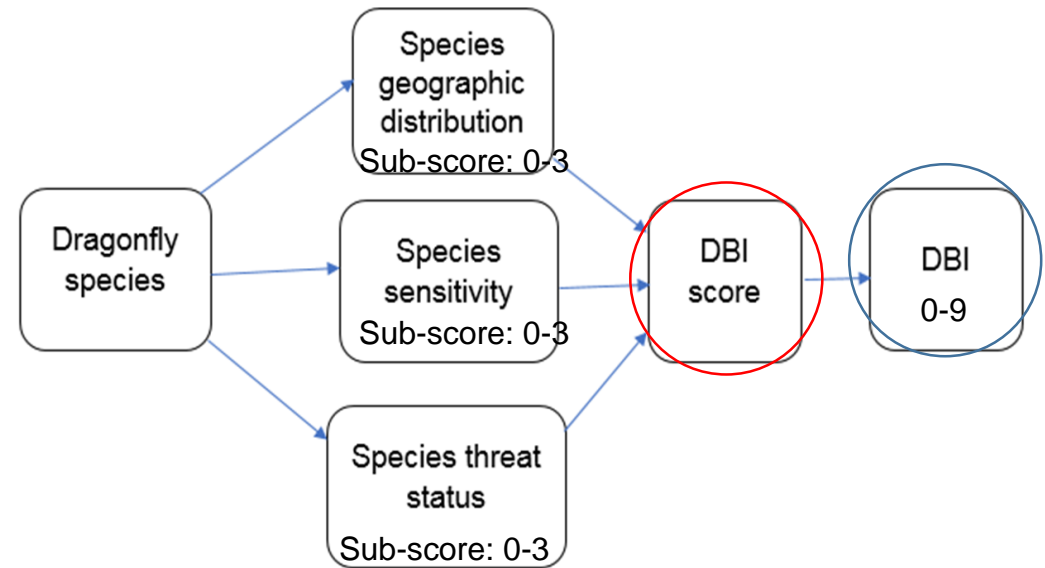 Dragonfly
species
Species
geographic
distribution
Sub-score: 0-3
Species
sensitivity
Sub-score: 0-3
Species threat
status
Sub-score: 0-3
DBI
score
DBI
0-9